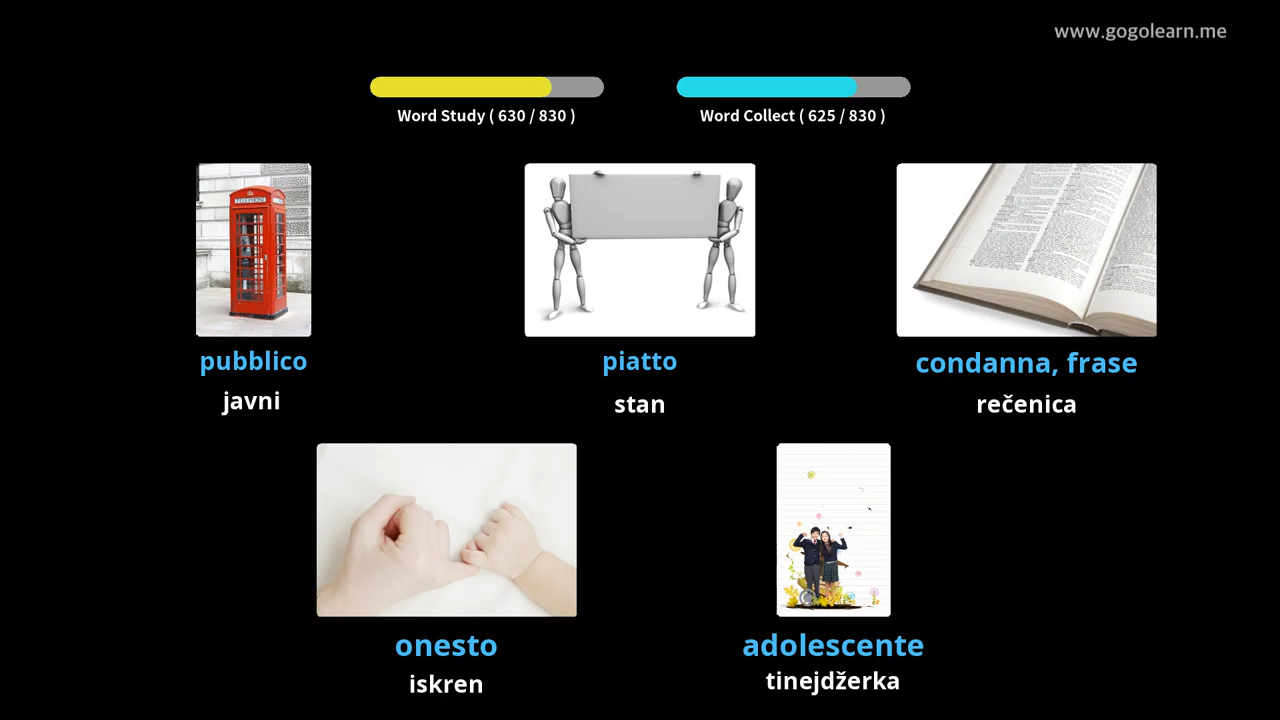 www.gogolearn.me
Word Study ( 630 / 830 )
Word Collect ( 625 / 830 )
TELEPHONE
pubblico
javni
piatto
stan
condanna, frase
rečenica
onesto
iskren
adolescente
tinejdžerka